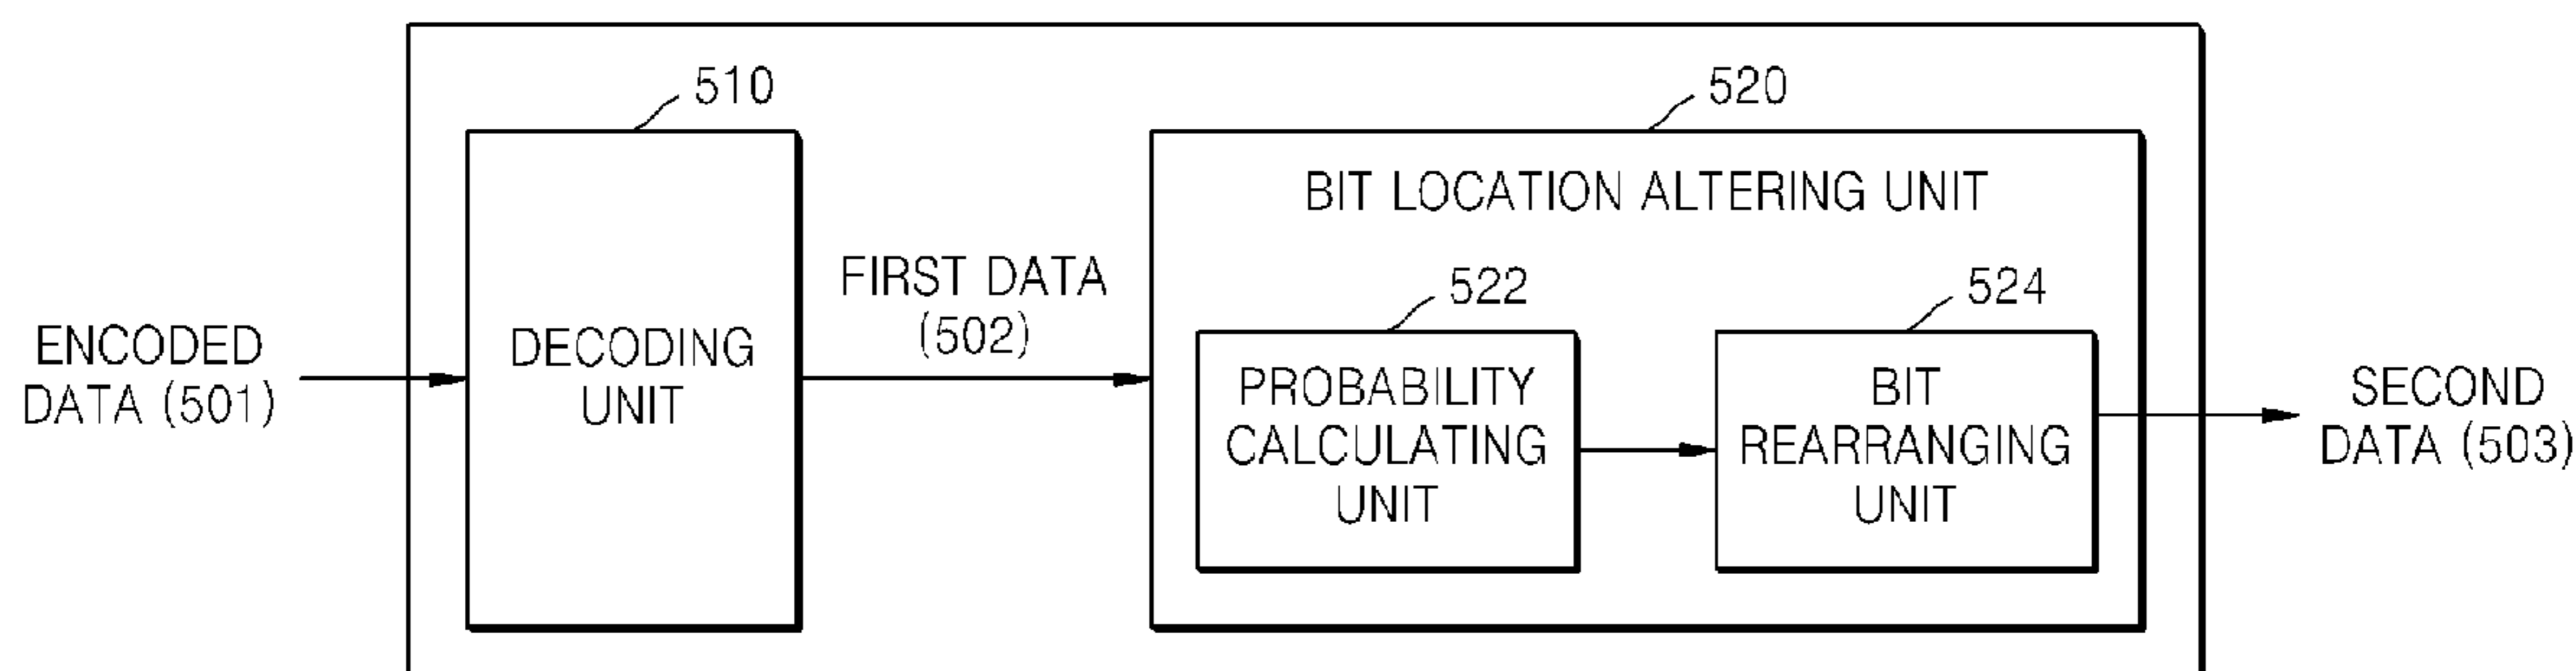 510
520
BIT LOCATION ALTERING UNIT
FIRST DATA
(502)
522
524
ENCODED
DATA (501)
DECODING
UNIT
PROBABILITY
CALCULATING
UNIT
BIT
REARRANGING
UNIT
SECOND
DATA (503)